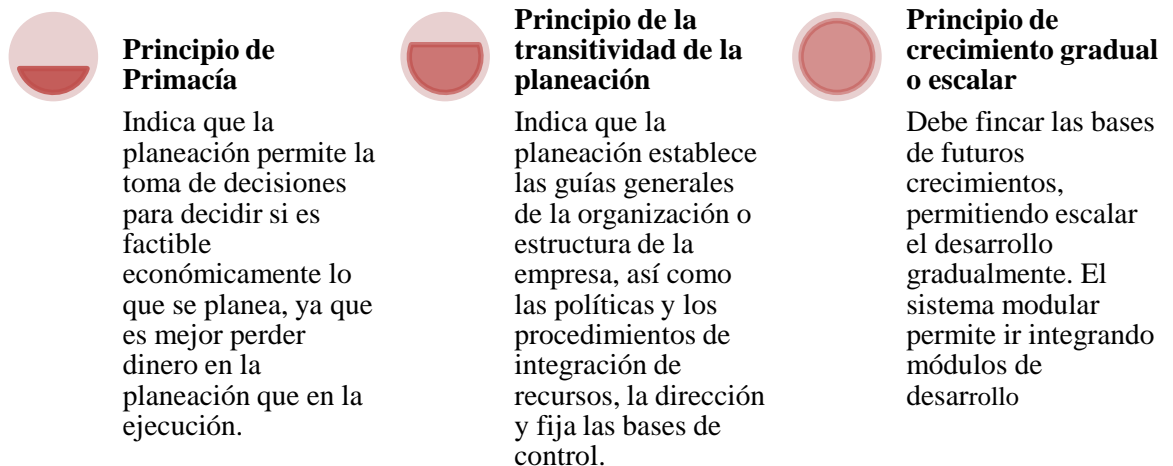 Principio de
Primacía
Indica que la
planeación permite la
toma de decisiones
para decidir si es
factible
económicamente lo
que se planea, ya que
es mejor perder
dinero en la
planeación que en la
ejecución.
Principio de la
transitividad de la
planeación
Indica que la
planeación establece
las guías generales
de la organización o
estructura de la
empresa, así como
las políticas y los
procedimientos de
integración de
recursos, la dirección
y fija las bases de
control.
Principio de
crecimiento gradual
o escalar
Debe fincar las bases
de futuros
crecimientos,
permitiendo escalar
el desarrollo
gradualmente. El
sistema modular
permite ir integrando
módulos de
desarrollo